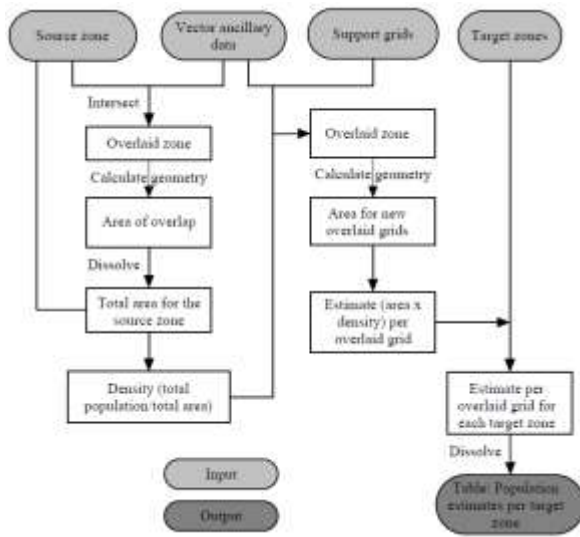 Source zone
Vector ancillary
data
Support grids
Target zones
Intersect
Overlaid zone
Calculate geometry
Area of overlap
Dissolve
Total area for the
source zone
Density (total
population/total area)
Overlaid zone
Calculate geometry
Area for new
overlaid grids
Estimate (area x
density) per
overlaid grid
Estimate per
overlaid grid for
each target zone
Dissolve
Table: Population
estimates per target
zone
Input
Output